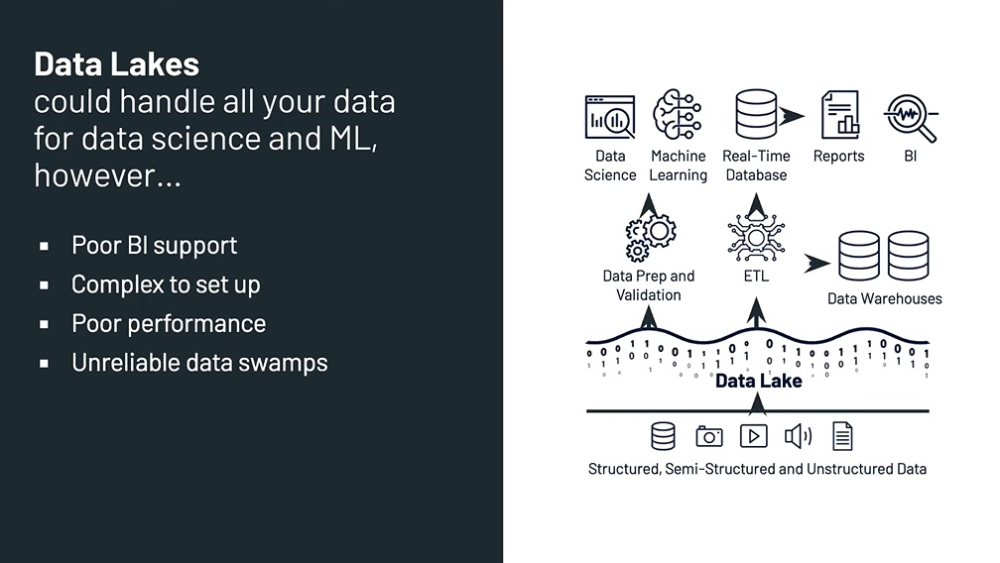 Data Lakes
could handle all your data
for data science and ML,
however...
▪ Poor BI support
▪ Complex to set up
▪ Poor performance
▪ Unreliable data swamps
Data
Science
Machine
Learning
Real-Time
Database
Reports
BI
Data Prep and
Validation
ETL
Data Warehouses
Data Lake
Structured, Semi-Structured and Unstructured Data